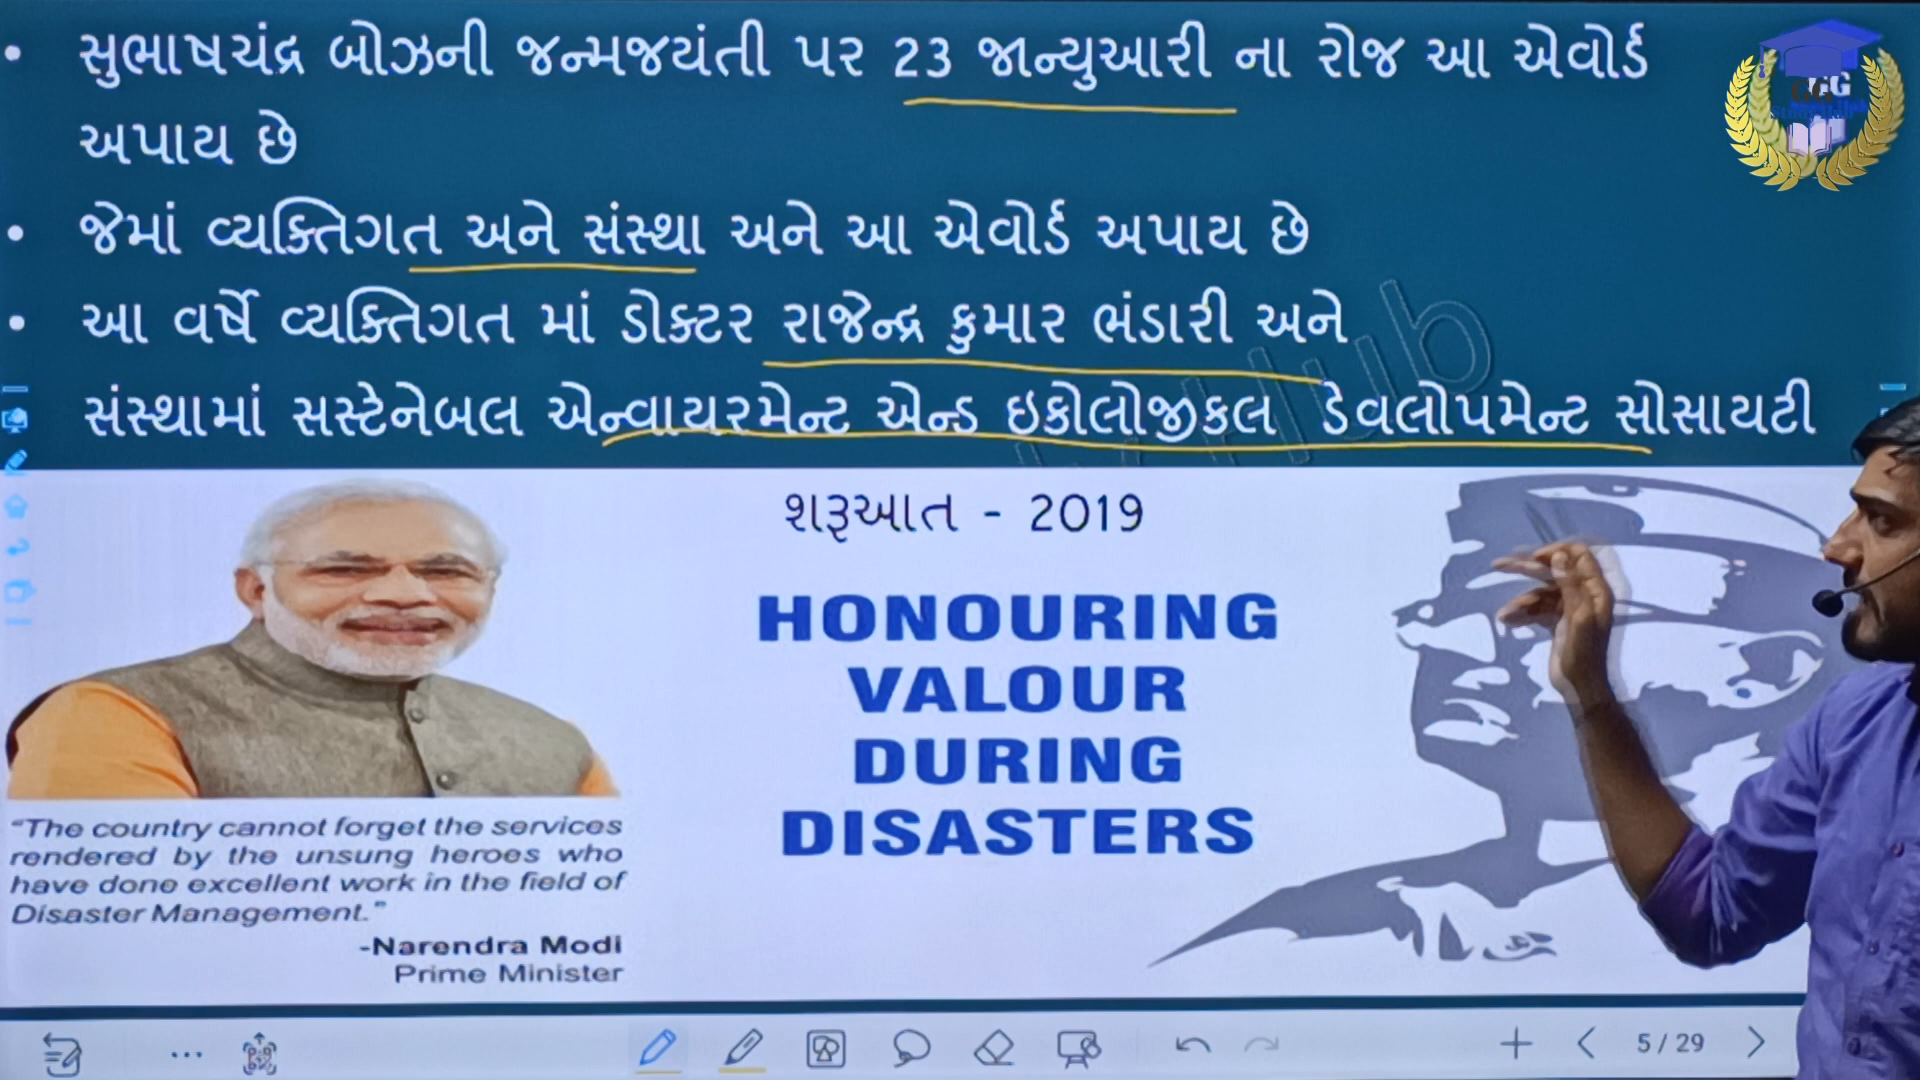 • સુભાષચંદ્ર બોઝની જન્મજયંતી પર 23 જાન્યુઆરી ના રોજ આ એવોર્ડ
અપાય છે
• જેમાં વ્યક્તિગત અને સંસ્થા અને આ એવોર્ડ અપાય છે
• આ વર્ષે વ્યક્તિગત માં ડોક્ટર રાજેન્દ્ર કુમાર ભંડારી અને
સંસ્થામાં સસ્ટેનેબલ એન્વાયરમેન્ટ એન્ડ ઇકોલોજીકલ ડેવલોપમેન્ટ સોસાયટી
શરૂઆત - 2019
HONOURING
VALOUR
DURING
DISASTERS
"The country cannot forget the services
rendered by the unsung heroes who
have done excellent work in the field of
Disaster Management."
-Narendra Modi
Prime Minister
5 / 29